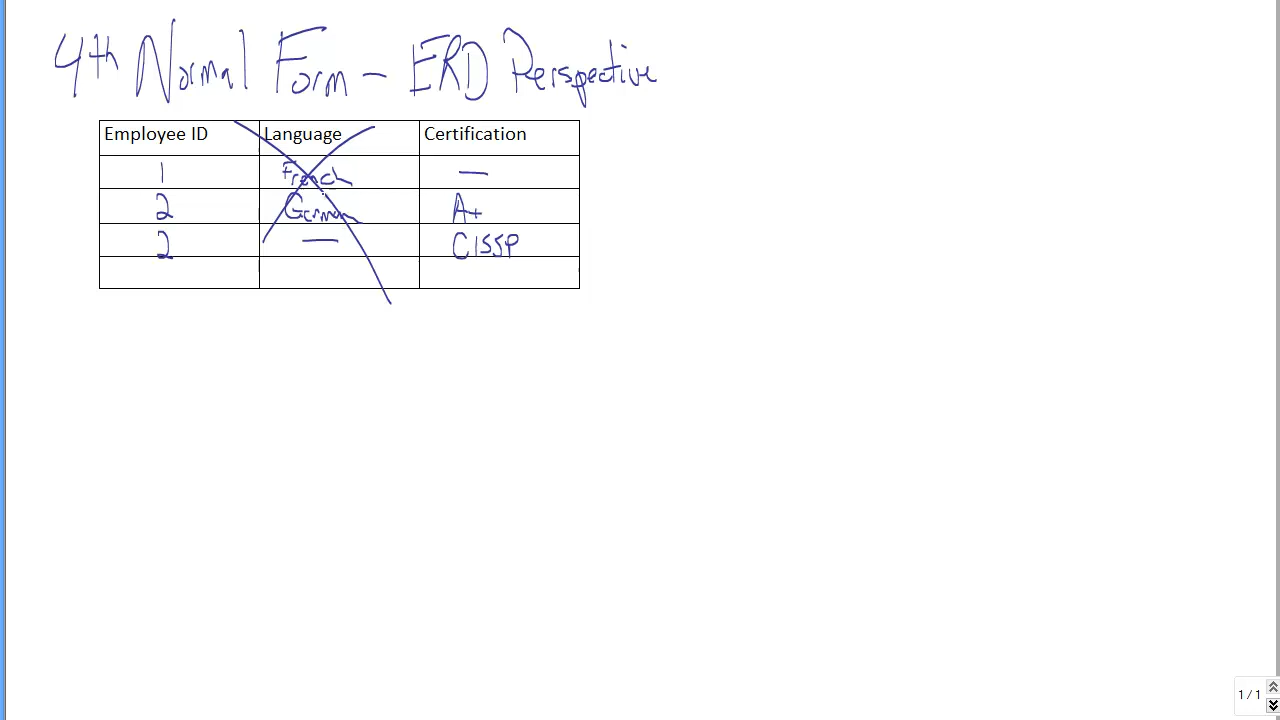 4th Normal Form - ERD Perspective
Employee ID Language Certification
1 French —
2 German A+
2 — CISSP
1 / 1